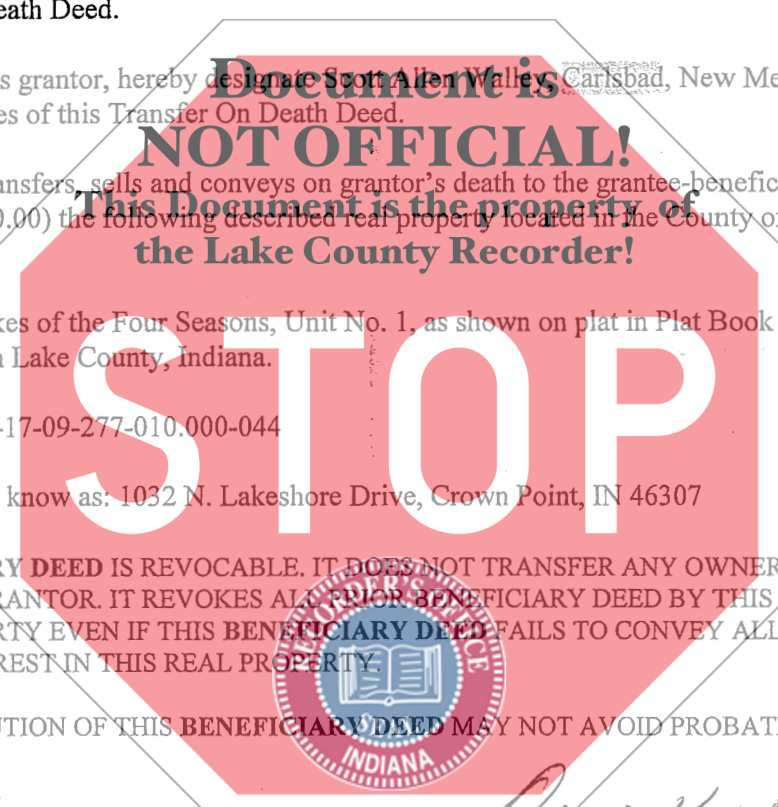 eath Deed.
s grantor, hereby designate Scott Allen Walley, Carlsbad, New Me
Document is
es of this Transfer On Death Deed.
NOT OFFICIAL!
ansfers, sells and conveys on grantor's death to the grantee-benefic
This Document is the property of
0.00) the following described real property located in the County o
the Lake County Recorder!
kes of the Four Seasons, Unit No. 1, as shown on plat in Plat Book
n Lake County, Indiana.
STOP
-17-09-277-010.000-044
know as: 1032 N. Lakeshore Drive, Crown Point, IN 46307
RY DEED IS REVOCABLE. IT DOES NOT TRANSFER ANY OWNER
RANTOR. IT REVOKES ALL PRIOR BENEFICIARY DEED BY THIS
RTY EVEN IF THIS BENEFICIARY DEED FAILS TO CONVEY ALL
REST IN THIS REAL PROPERTY.
RECORDER'S OFFICE
SEAL
INDIANA
UTION OF THIS BENEFICIARY DEED MAY NOT AVOID PROBAT